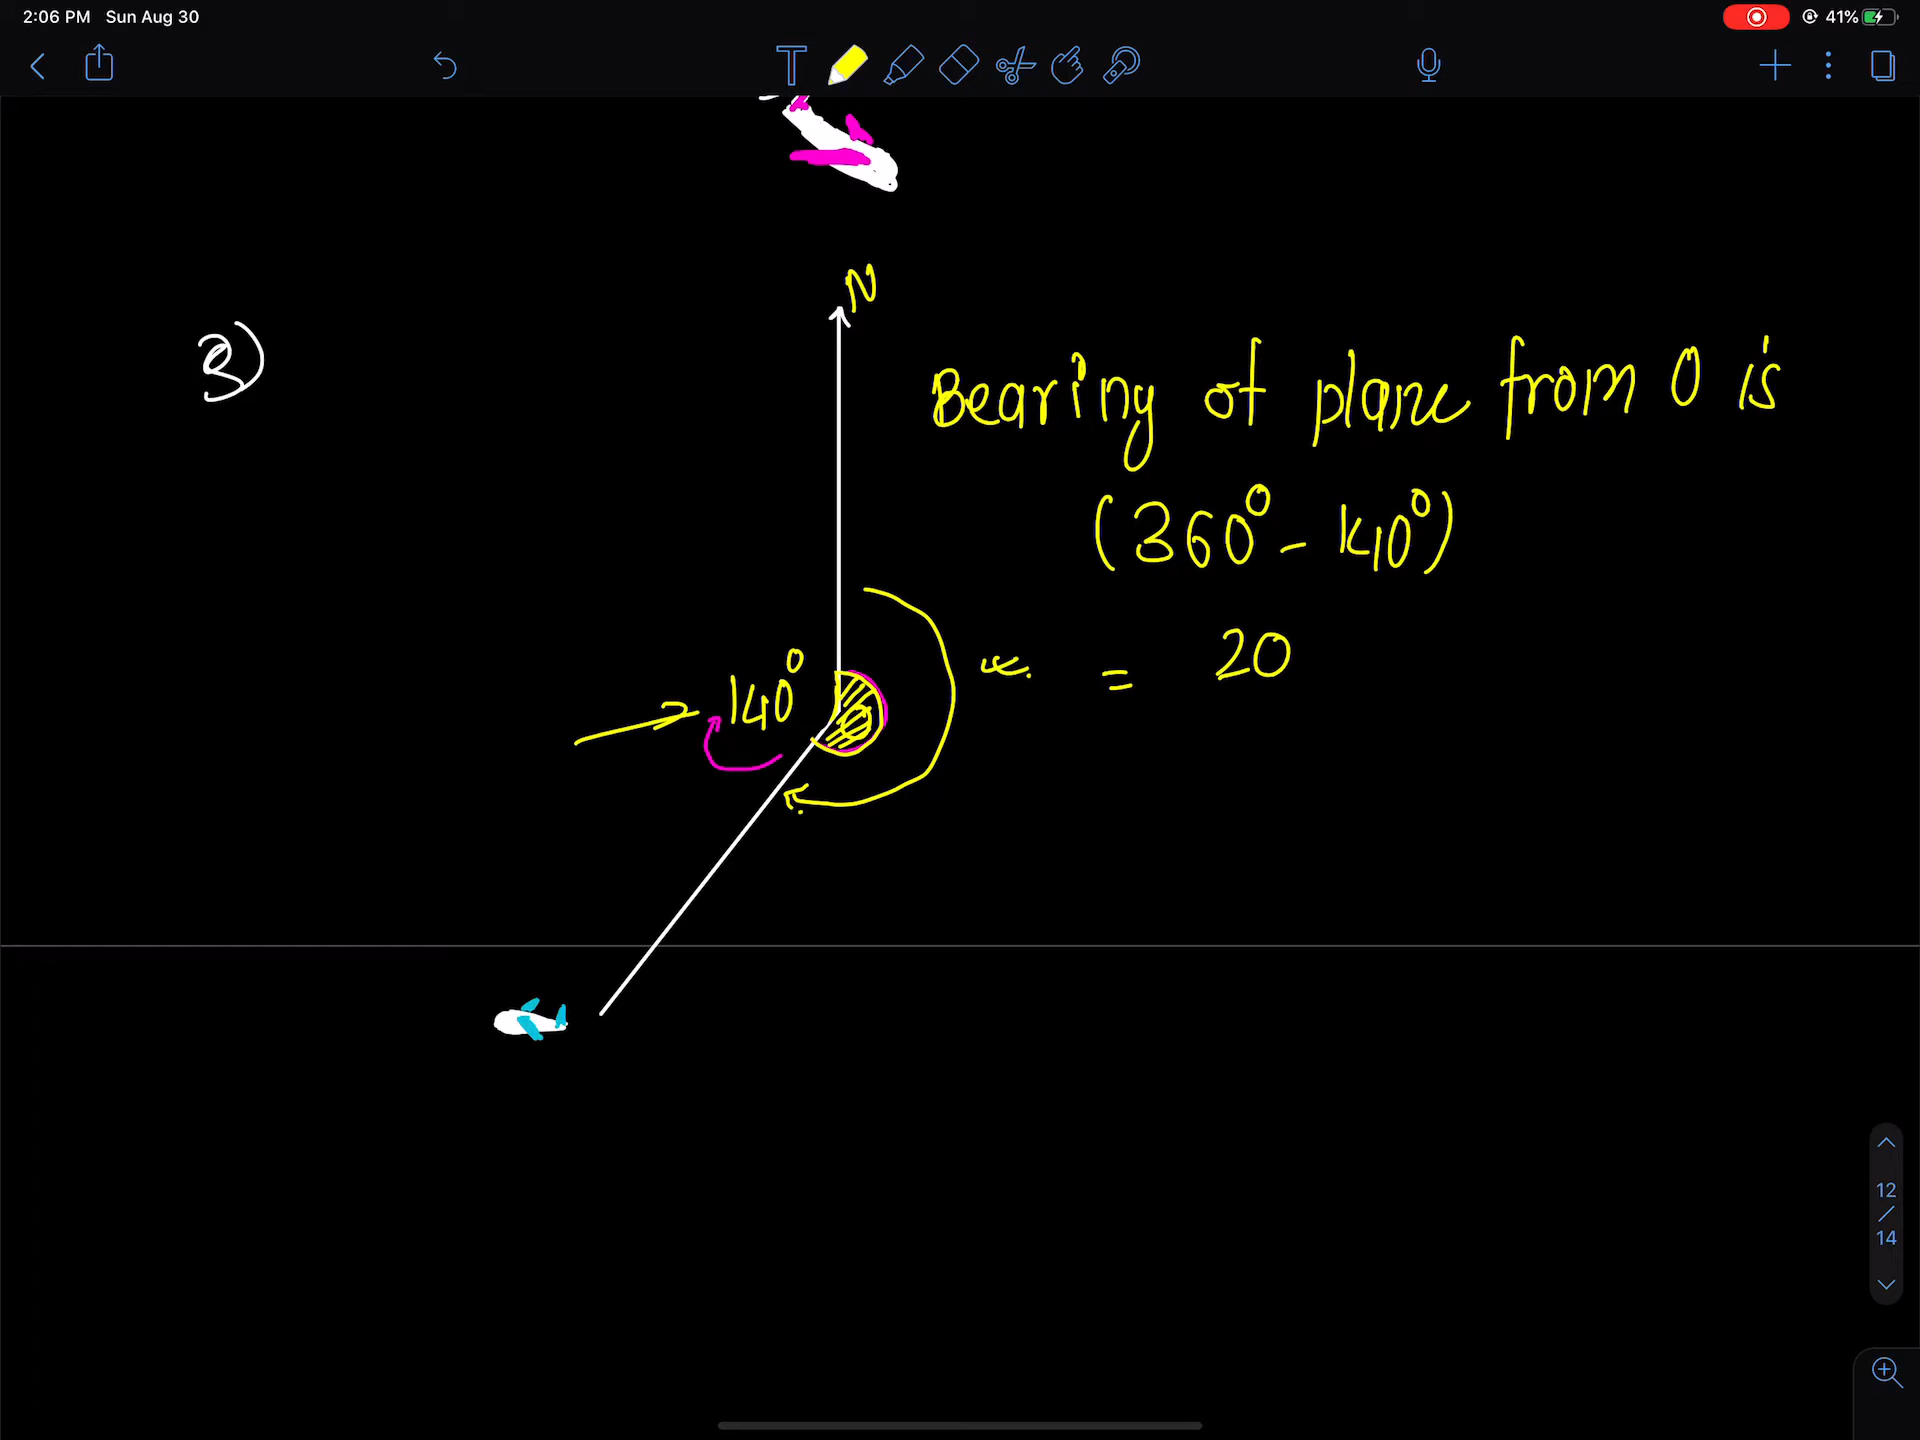 2:06 PM Sun Aug 30
41%
T
N
3)
Bearing of plane from O is
(360° - 140°)
140°
= 20
12
/
14